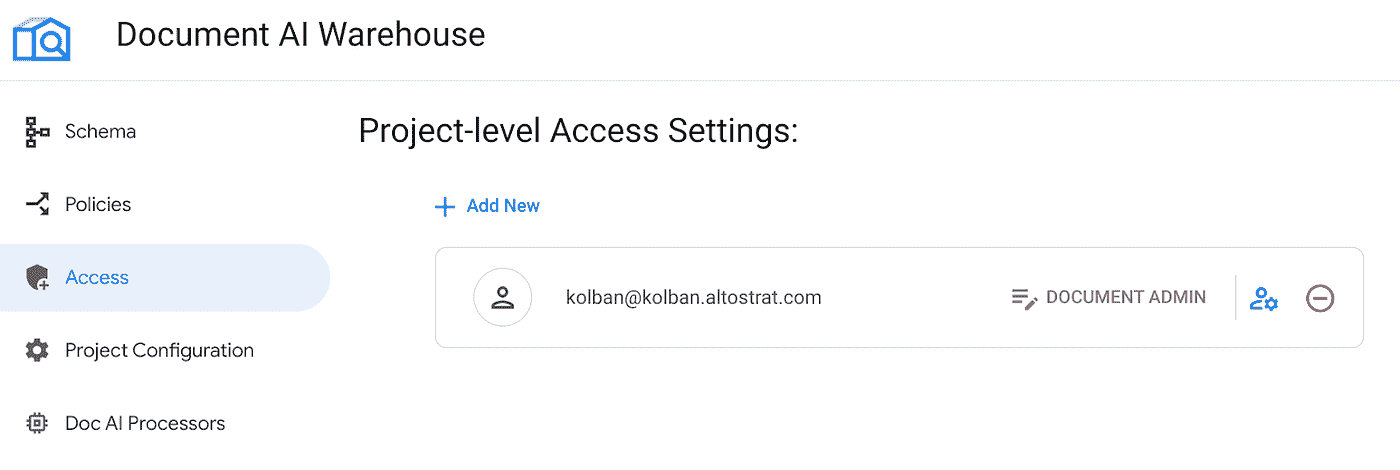 Document AI Warehouse
Schema
Policies
Access
Project Configuration
Doc AI Processors
Project-level Access Settings:
Add New
kolban@kolban.altostrat.com DOCUMENT ADMIN